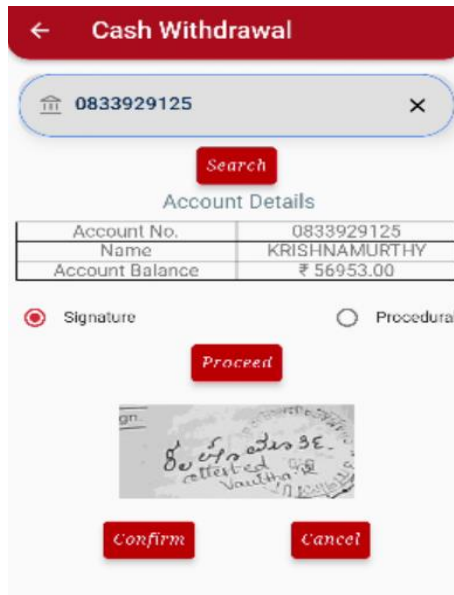 ← Cash Withdrawal
0833929125 ×
Search
Account Details
Account No. 0833929125
Name KRISHNAMURTHY
Account Balance ₹ 56953.00
Signature Procedural
Proceed
gn.
attested
Confirm Cancel